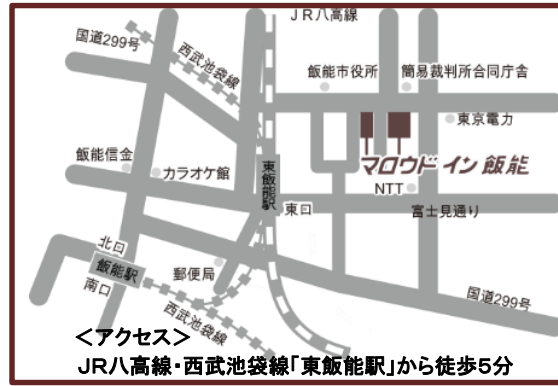 JR八高線
国道299号
西武池袋線
飯能市役所
簡易裁判所合同庁舎
東京電力
飯能信金
カラオケ館
東飯能駅
マロウドイン飯能
NTT
東口
富士見通り
北口
飯能駅
南口
郵便局
西武池袋線
国道299号
＜アクセス＞
JR八高線・西武池袋線「東飯能駅」から徒歩5分